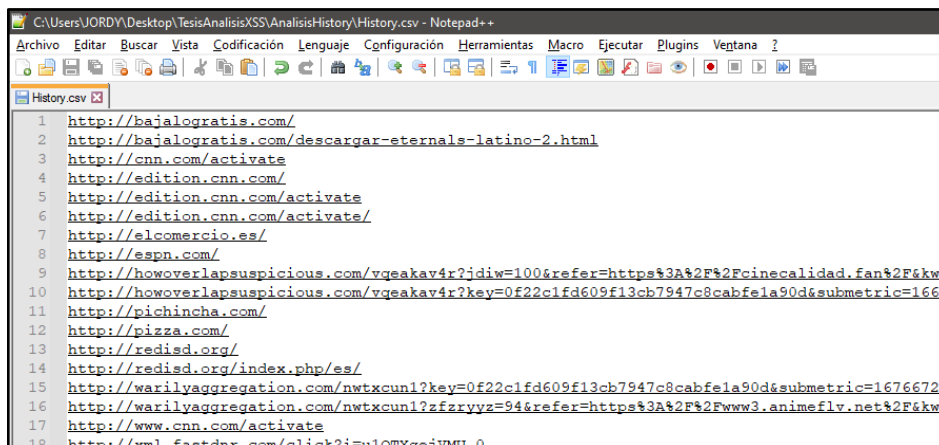 C:\Users\JORDY\Desktop\TesisAnalisisXSS\AnalisisHistory\History.csv - Notepad++
Archivo Editar Buscar Vista Codificación Lenguaje Configuración Herramientas Macro Ejecutar Plugins Ventana ?
History.csv
1 http://bajalogratis.com/
2 http://bajalogratis.com/descargar-eternals-latino-2.html
3 http://cnn.com/activate
4 http://edition.cnn.com/
5 http://edition.cnn.com/activate
6 http://edition.cnn.com/activate/
7 http://elcomercio.es/
8 http://espn.com/
9 http://howoverlapsuspicious.com/vqeakav4r?jdiw=100&refer=https%3A%2F%2Fcinecalidad.fan%2F&kw
10 http://howoverlapsuspicious.com/vqeakav4r?key=0f22c1fd609f13cb7947c8cabfe1a90d&submetric=166
11 http://pichincha.com/
12 http://pizza.com/
13 http://redisd.org/
14 http://redisd.org/index.php/es/
15 http://warilyaggregation.com/nwtxcun1?key=0f22c1fd609f13cb7947c8cabfe1a90d&submetric=1676672
16 http://warilyaggregation.com/nwtxcun1?zfzryyz=94&refer=https%3A%2F%2Fwww3.animeflv.net%2F&kw
17 http://www.cnn.com/activate
18